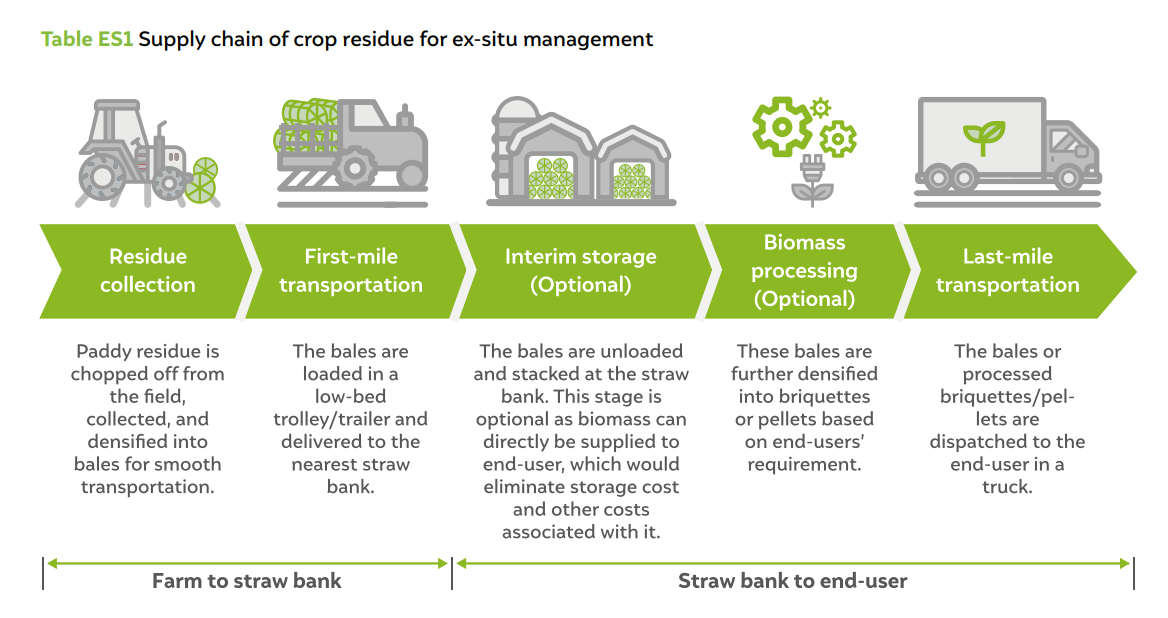 Table ES1 Supply chain of crop residue for ex-situ management
Residue
collection
First-mile
transportation
Interim storage
(Optional)
Biomass
processing
(Optional)
Last-mile
transportation
Paddy residue is
chopped off from
the field,
collected, and
densified into
bales for smooth
transportation.
The bales are
loaded in a
low-bed
trolley/trailer and
delivered to the
nearest straw
bank.
The bales are unloaded
and stacked at the straw
bank. This stage is
optional as biomass can
directly be supplied to
end-user, which would
eliminate storage cost
and other costs
associated with it.
These bales are
further densified
into briquettes
or pellets based
on end-users’
requirement.
The bales or
processed
briquettes/pel-
lets are
dispatched to the
end-user in a
truck.
Farm to straw bank
Straw bank to end-user